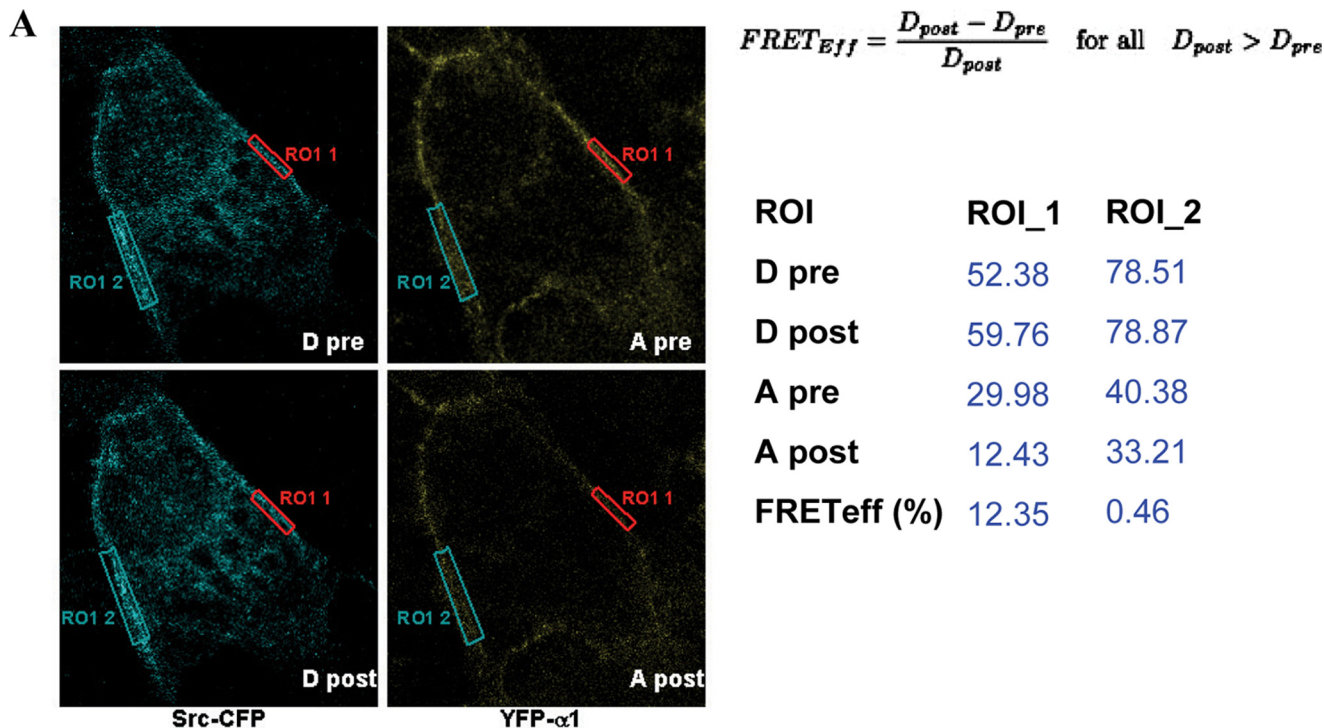 A
RO1 1
RO1 2
D pre
RO1 1
RO1 2
A pre
RO1 1
RO1 2
D post
RO1 1
RO1 2
A post
Src-CFP
YFP-α1
FRET_Eff = (D_post − D_pre) / D_post for all D_post > D_pre
ROI ROI_1 ROI_2
D pre 52.38 78.51
D post 59.76 78.87
A pre 29.98 40.38
A post 12.43 33.21
FRETeff (%) 12.35 0.46